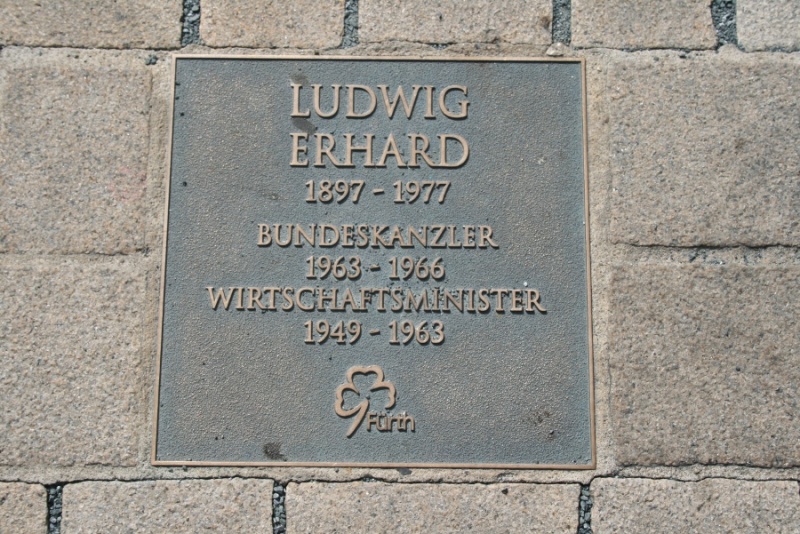 LUDWIG
ERHARD
1897 - 1977
BUNDESKANZLER
1963 - 1966
WIRTSCHAFTSMINISTER
1949 - 1963
Fürth